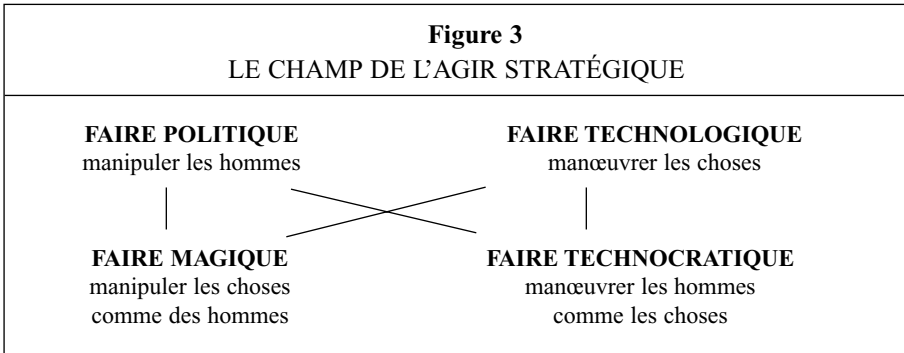 Figure 3
LE CHAMP DE L'AGIR STRATÉGIQUE
FAIRE POLITIQUE
manipuler les hommes
FAIRE TECHNOLOGIQUE
manœuvrer les choses
FAIRE MAGIQUE
manipuler les choses
comme des hommes
FAIRE TECHNOCRATIQUE
manœuvrer les hommes
comme les choses